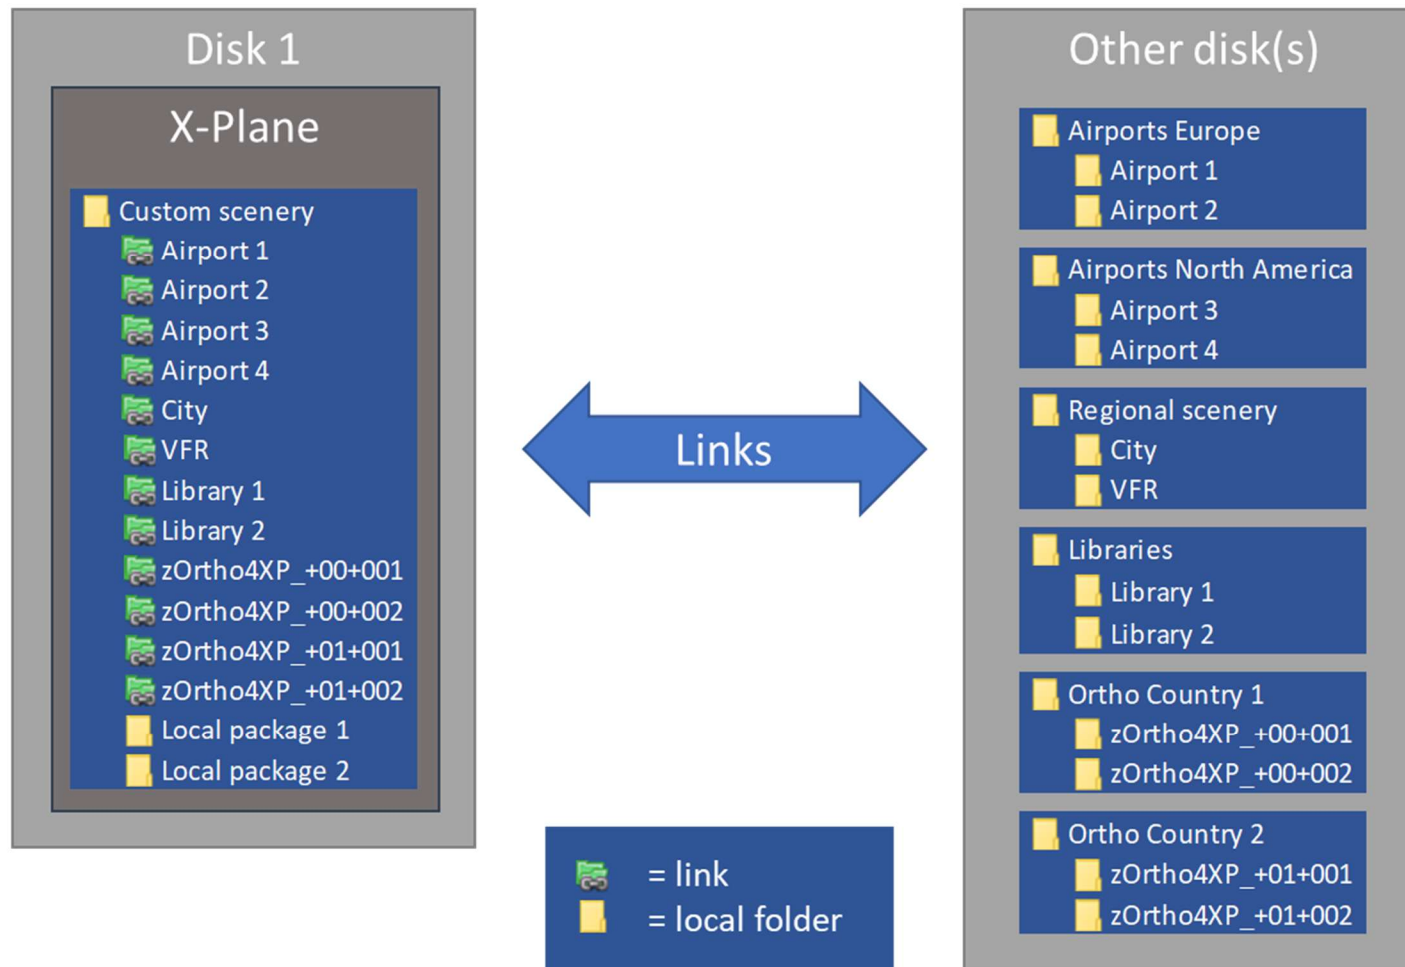 Disk 1
X-Plane
Custom scenery
Airport 1
Airport 2
Airport 3
Airport 4
City
VFR
Library 1
Library 2
zOrtho4XP_+00+001
zOrtho4XP_+00+002
zOrtho4XP_+01+001
zOrtho4XP_+01+002
Local package 1
Local package 2
Links
= link
= local folder
Other disk(s)
Airports Europe
Airport 1
Airport 2
Airports North America
Airport 3
Airport 4
Regional scenery
City
VFR
Libraries
Library 1
Library 2
Ortho Country 1
zOrtho4XP_+00+001
zOrtho4XP_+00+002
Ortho Country 2
zOrtho4XP_+01+001
zOrtho4XP_+01+002